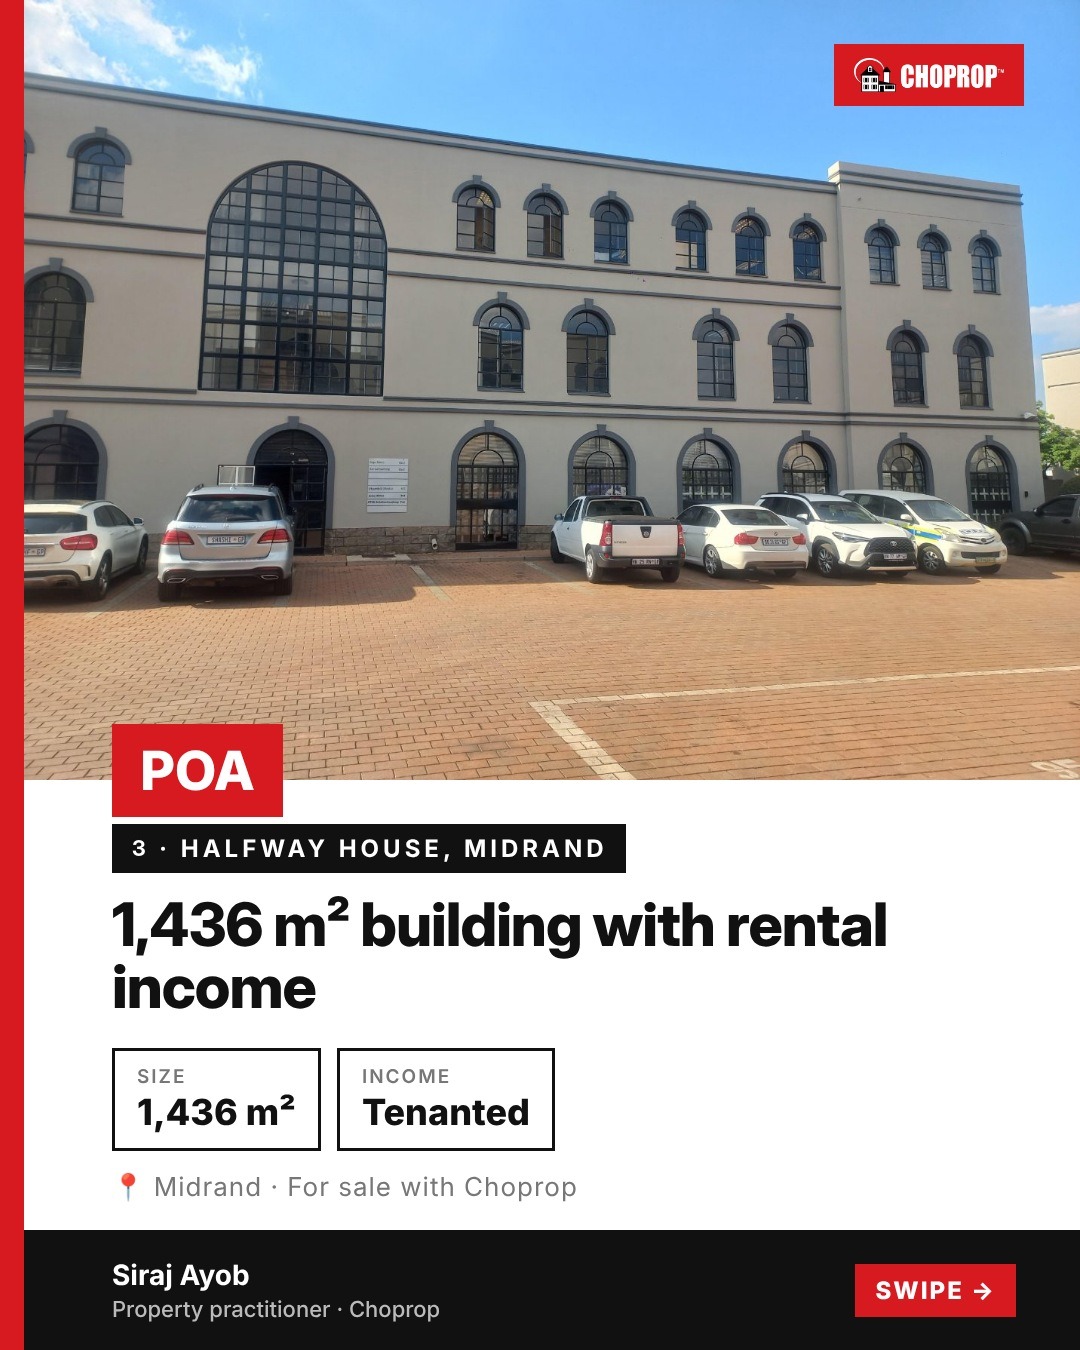 CHOPROP™
POA
3 · HALFWAY HOUSE, MIDRAND
1,436 m² building with rental
income
SIZE
1,436 m²
INCOME
Tenanted
📍 Midrand · For sale with Choprop
Siraj Ayob
Property practitioner · Choprop
SWIPE →